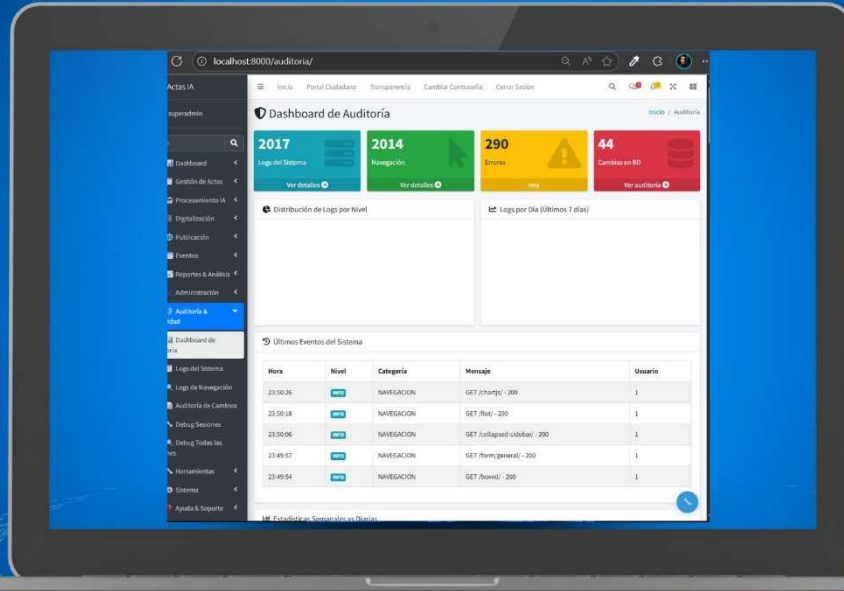 localhost:8000/auditoria/
Actas IA
superadmin
Inicio Portal Ciudadano Transparencia Cambiar Contraseña Cerrar Sesión
Dashboard de Auditoría
Inicio / Auditoría
2017
Logs del Sistema
Ver detalles
2014
Navegación
Ver detalles
290
Errores
Hoy
44
Cambios en BD
Ver auditoría
Dashboard
Gestión de Actas
Procesamiento IA
Digitalización
Publicación
Eventos
Reportes & Análisis
Administración
Auditoría &
idad
Dashboard de
oria
Logs del Sistema
Logs de Navegación
Auditoría de Cambios
Debug Sesiones
Debug Todas las
nes
Herramientas
Sistema
Ayuda & Soporte
Distribución de Logs por Nivel
Logs por Día (Últimos 7 días)
Últimos Eventos del Sistema
Hora Nivel Categoría Mensaje Usuario
23:50:26 INFO NAVEGACION GET /chartjs/ - 200 1
23:50:18 INFO NAVEGACION GET /flot/ - 200 1
23:50:06 INFO NAVEGACION GET /collapsed-sidebar/ - 200 1
23:49:57 INFO NAVEGACION GET /form/general/ - 200 1
23:49:54 INFO NAVEGACION GET /boxed/ - 200 1
Estadísticas Semanales vs Diarias